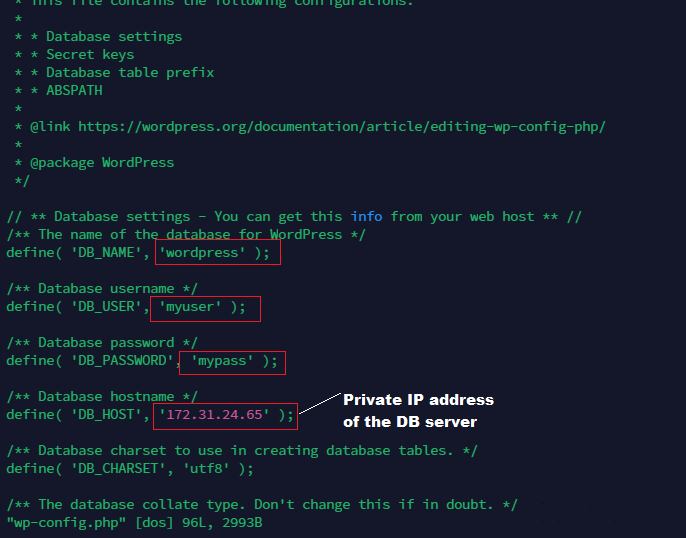 * This file contains the following configurations:
*
* * Database settings
* * Secret keys
* * Database table prefix
* * ABSPATH
*
* @link https://wordpress.org/documentation/article/editing-wp-config-php/
*
* @package WordPress
*/
// ** Database settings - You can get this info from your web host ** //
/** The name of the database for WordPress */
define( 'DB_NAME', 'wordpress' );
/** Database username */
define( 'DB_USER', 'myuser' );
/** Database password */
define( 'DB_PASSWORD', 'mypass' );
/** Database hostname */
define( 'DB_HOST', '172.31.24.65' );
Private IP address
of the DB server
/** Database charset to use in creating database tables. */
define( 'DB_CHARSET', 'utf8' );
/** The database collate type. Don't change this if in doubt. */
"wp-config.php" [dos] 96L, 2993B